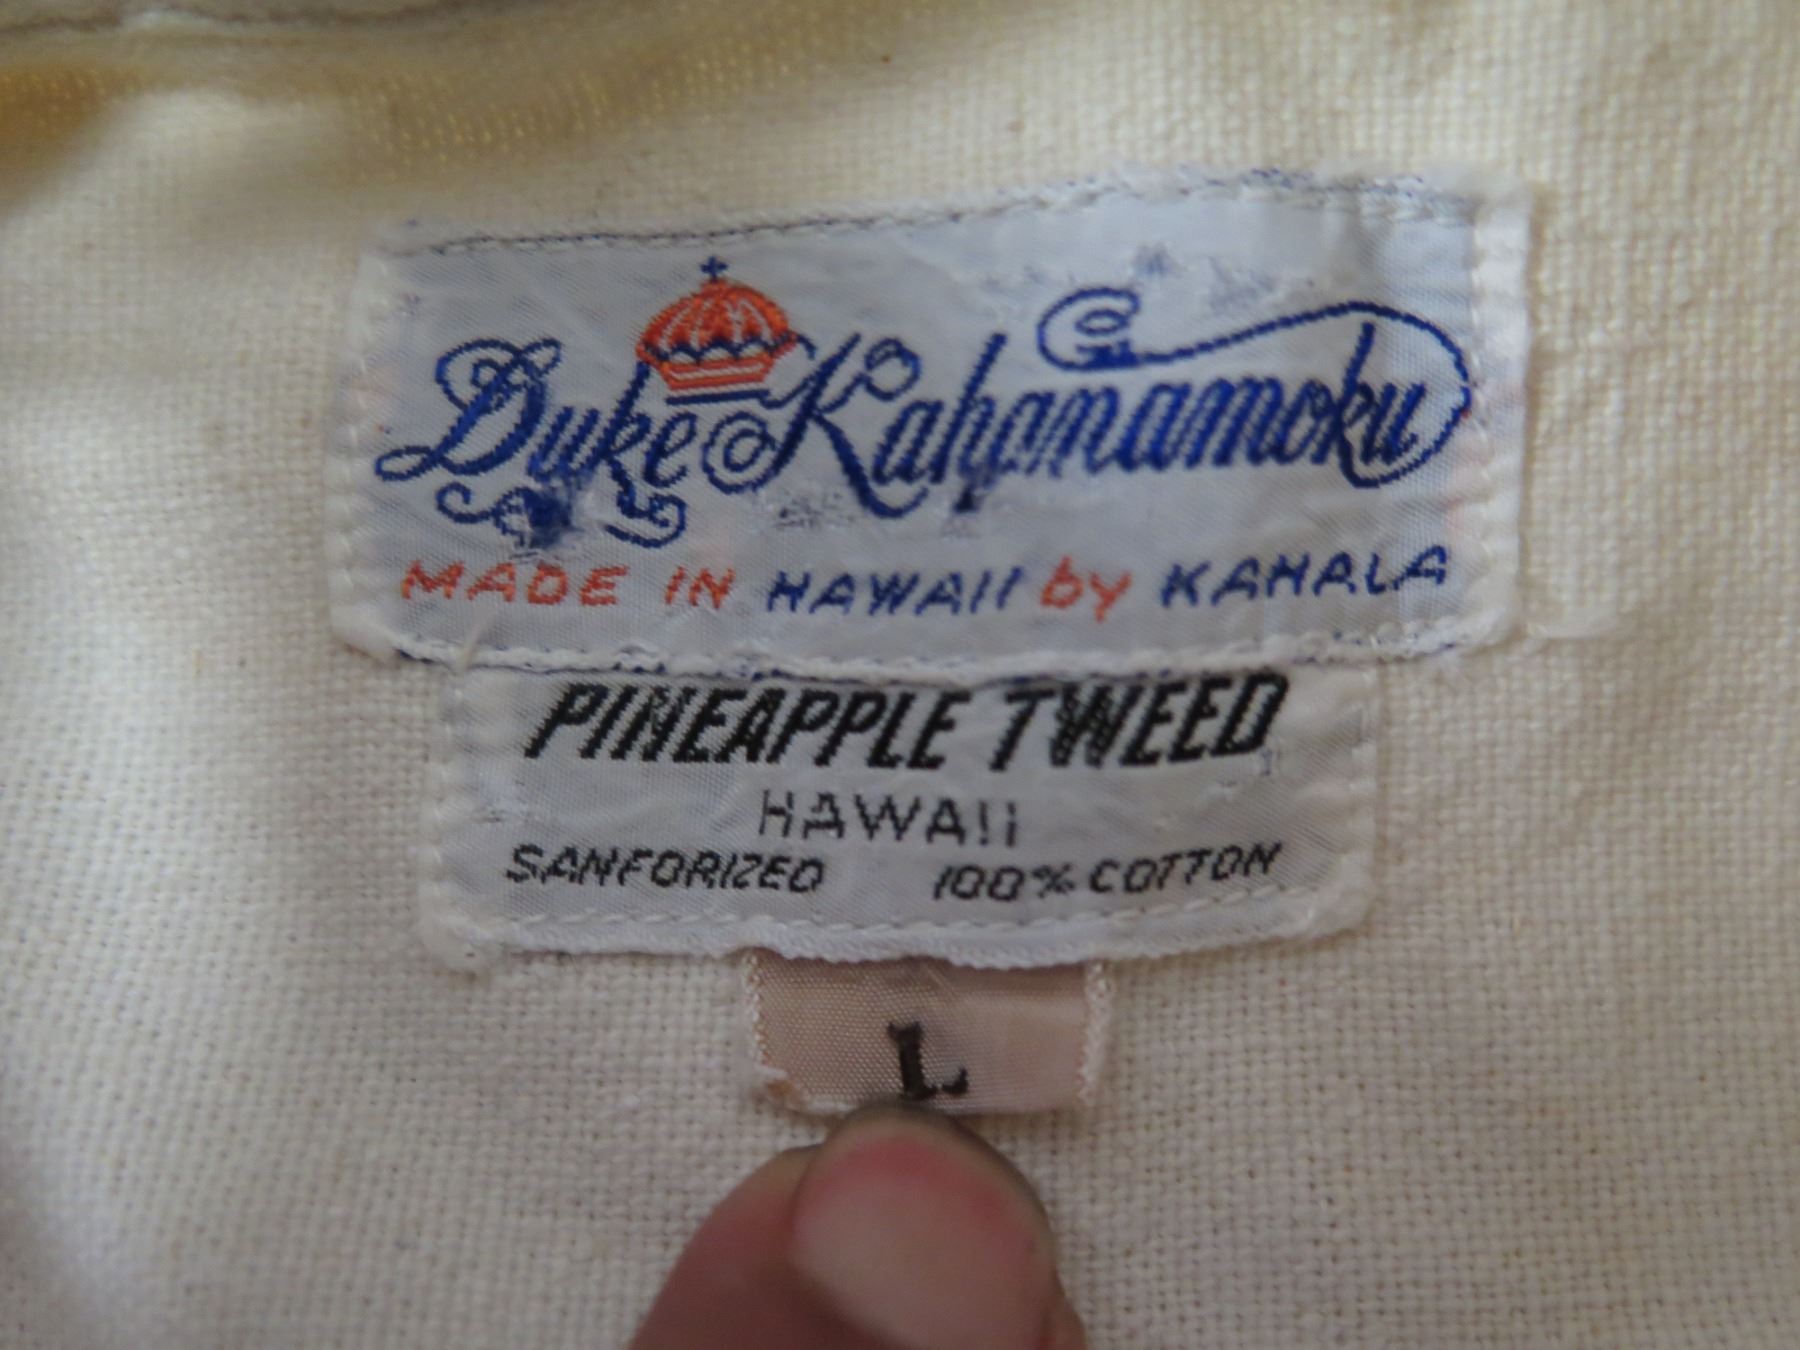 Duke Kahanamoku
MADE IN HAWAII by KAHALA
PINEAPPLE TWEED
HAWAII
SANFORIZED 100% COTTON
L